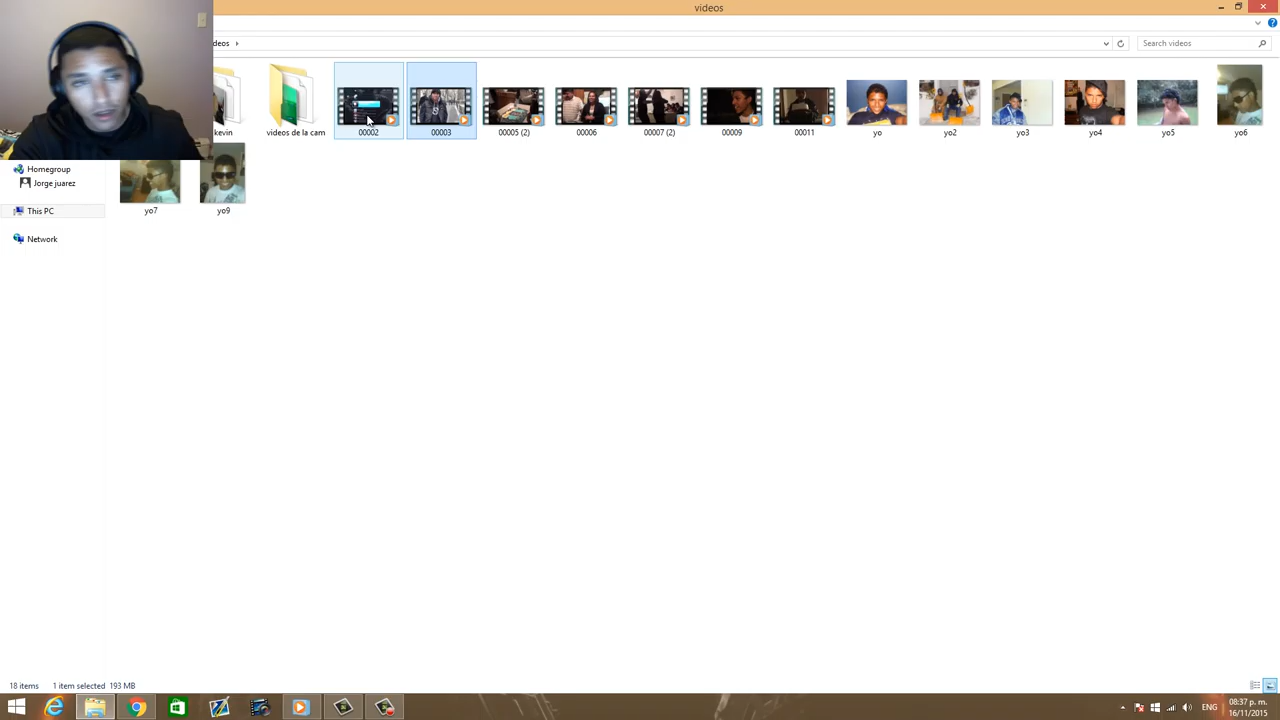 videos
deos
Search videos
kevin
videos de la cam
00002
00003
00005 (2)
00006
00007 (2)
00009
00011
yo
yo2
yo3
yo4
yo5
yo6
Homegroup
Jorge juarez
This PC
Network
yo7
yo9
18 items 1 item selected 193 MB
ENG
08:37 p. m.
16/11/2015